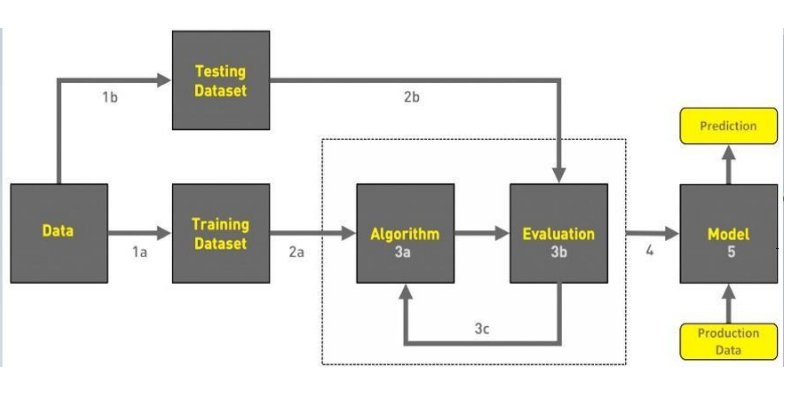 Testing
Dataset
1b
2b
Prediction
Data
1a
Training
Dataset
2a
Algorithm
3a
Evaluation
3b
4
Model
5
3c
Production
Data